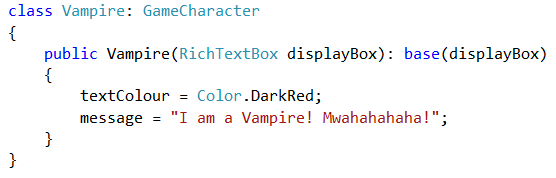 class Vampire: GameCharacter
{
    public Vampire(RichTextBox displayBox): base(displayBox)
    {
        textColour = Color.DarkRed;
        message = "I am a Vampire! Mwahahahaha!";
    }
}